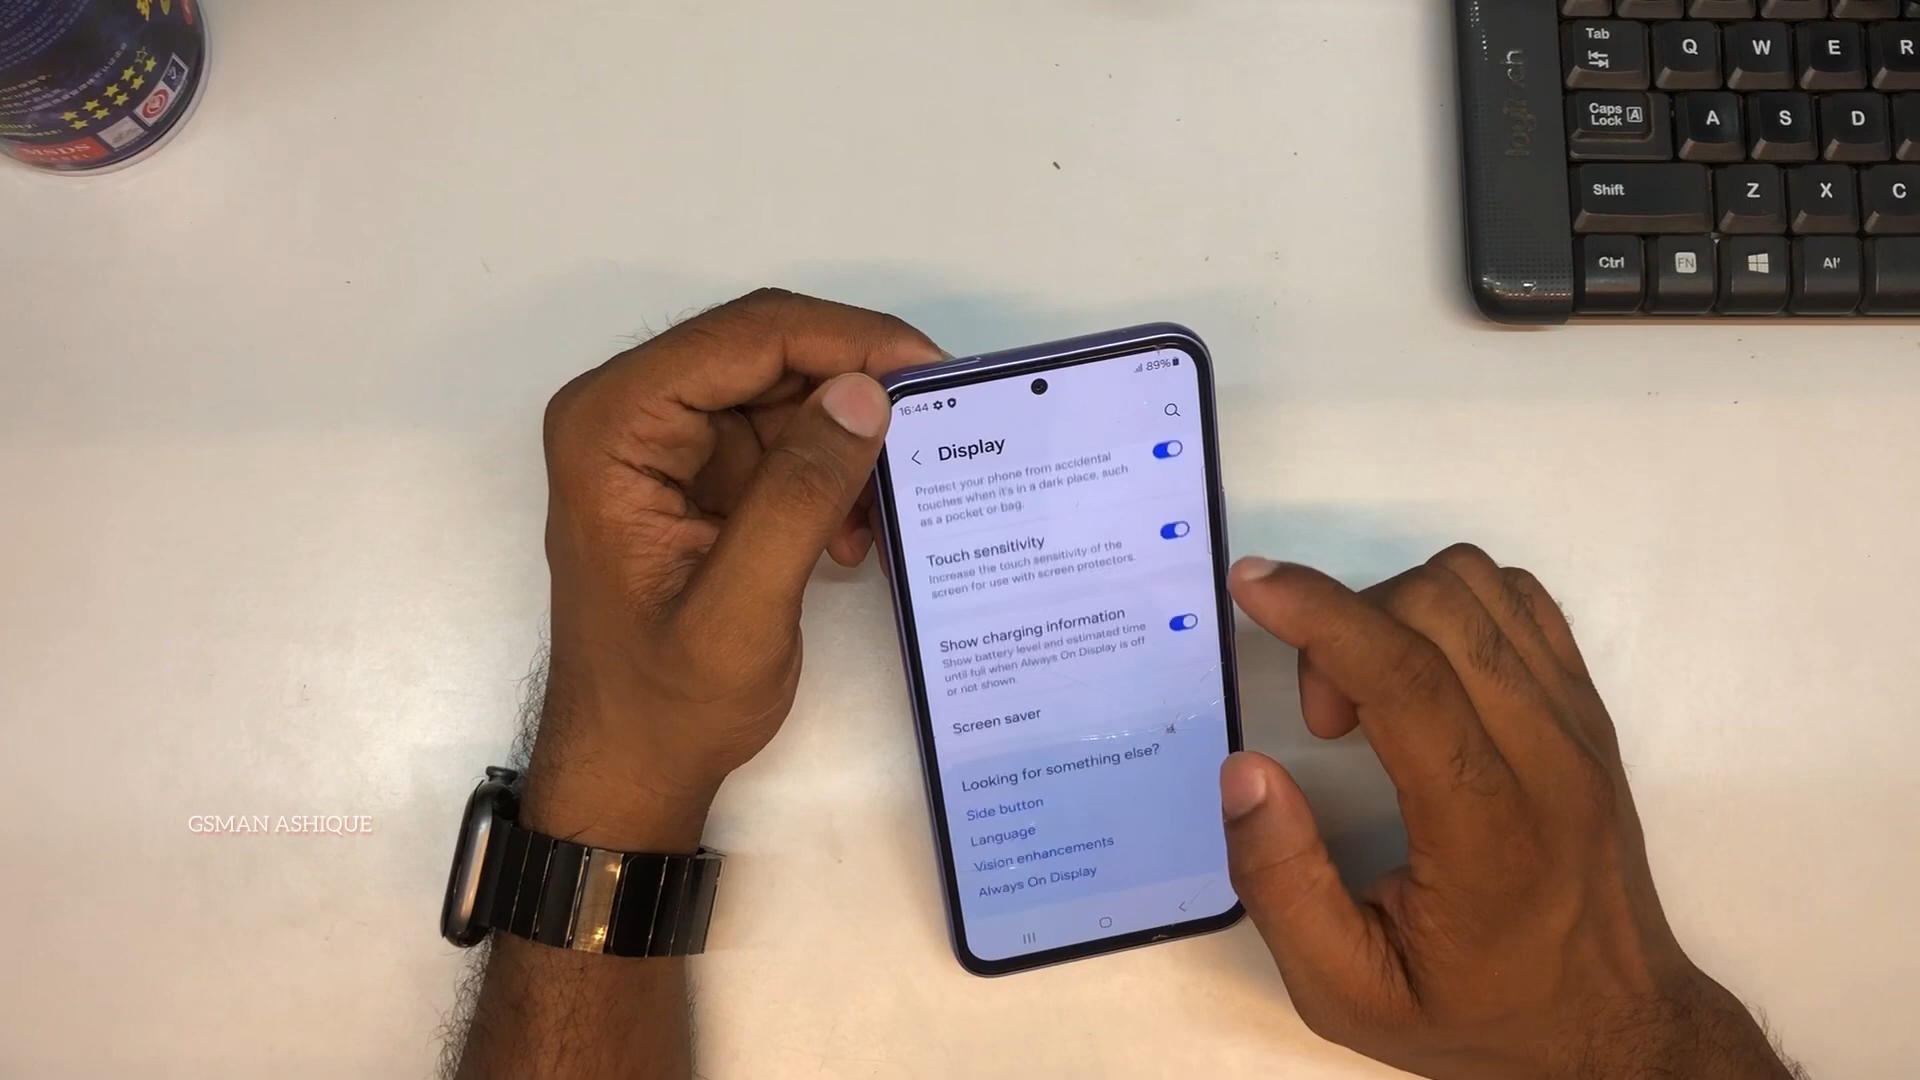 MSDS
Tab
Q
W
E
R
Caps
Lock
A
A
S
D
logitech
Shift
Z
X
C
Ctrl
FN
16:44
89%
Display
Protect your phone from accidental
touches when it's in a dark place, such
as a pocket or bag.
Touch sensitivity
Increase the touch sensitivity of the
screen for use with screen protectors.
Show charging information
Show battery level and estimated time
until full when Always On Display is off
or not shown.
Screen saver
Looking for something else?
Side button
Language
Vision enhancements
Always On Display
GSMAN ASHIQUE